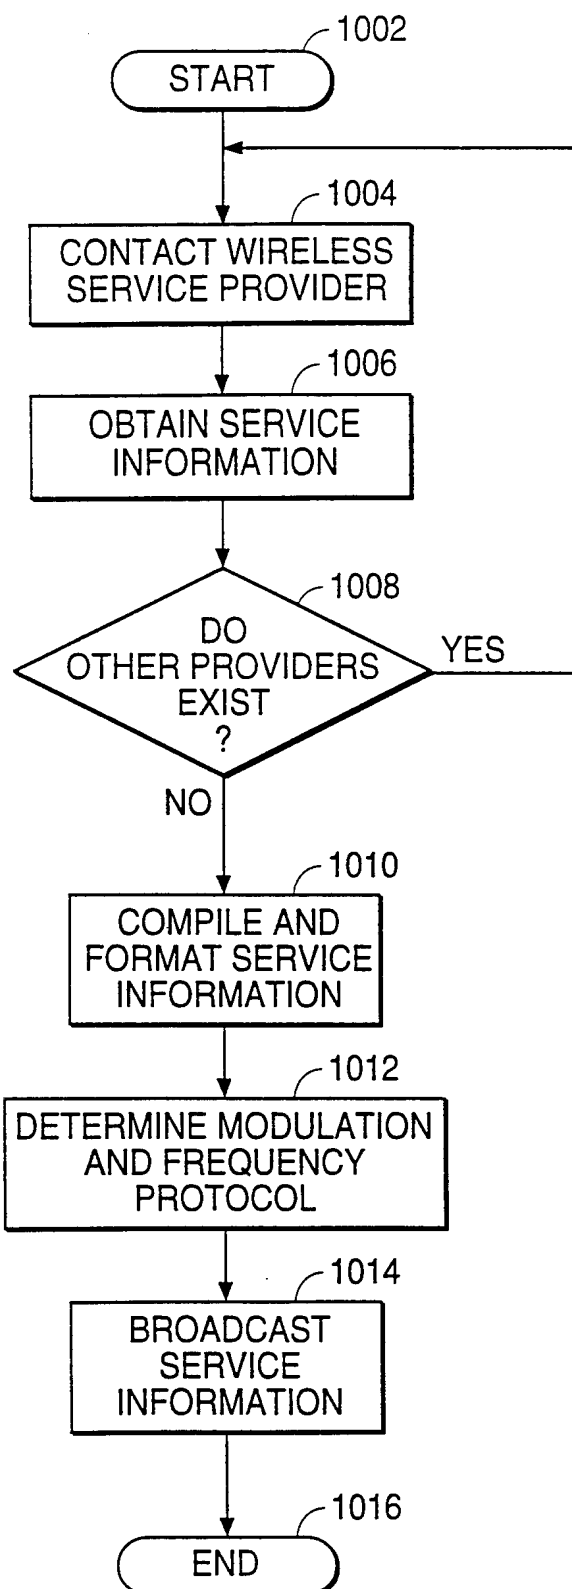 1002
START
1004
CONTACT WIRELESS
SERVICE PROVIDER
1006
OBTAIN SERVICE
INFORMATION
1008
DO
OTHER PROVIDERS
EXIST
?
YES
NO
1010
COMPILE AND
FORMAT SERVICE
INFORMATION
1012
DETERMINE MODULATION
AND FREQUENCY
PROTOCOL
1014
BROADCAST
SERVICE
INFORMATION
1016
END